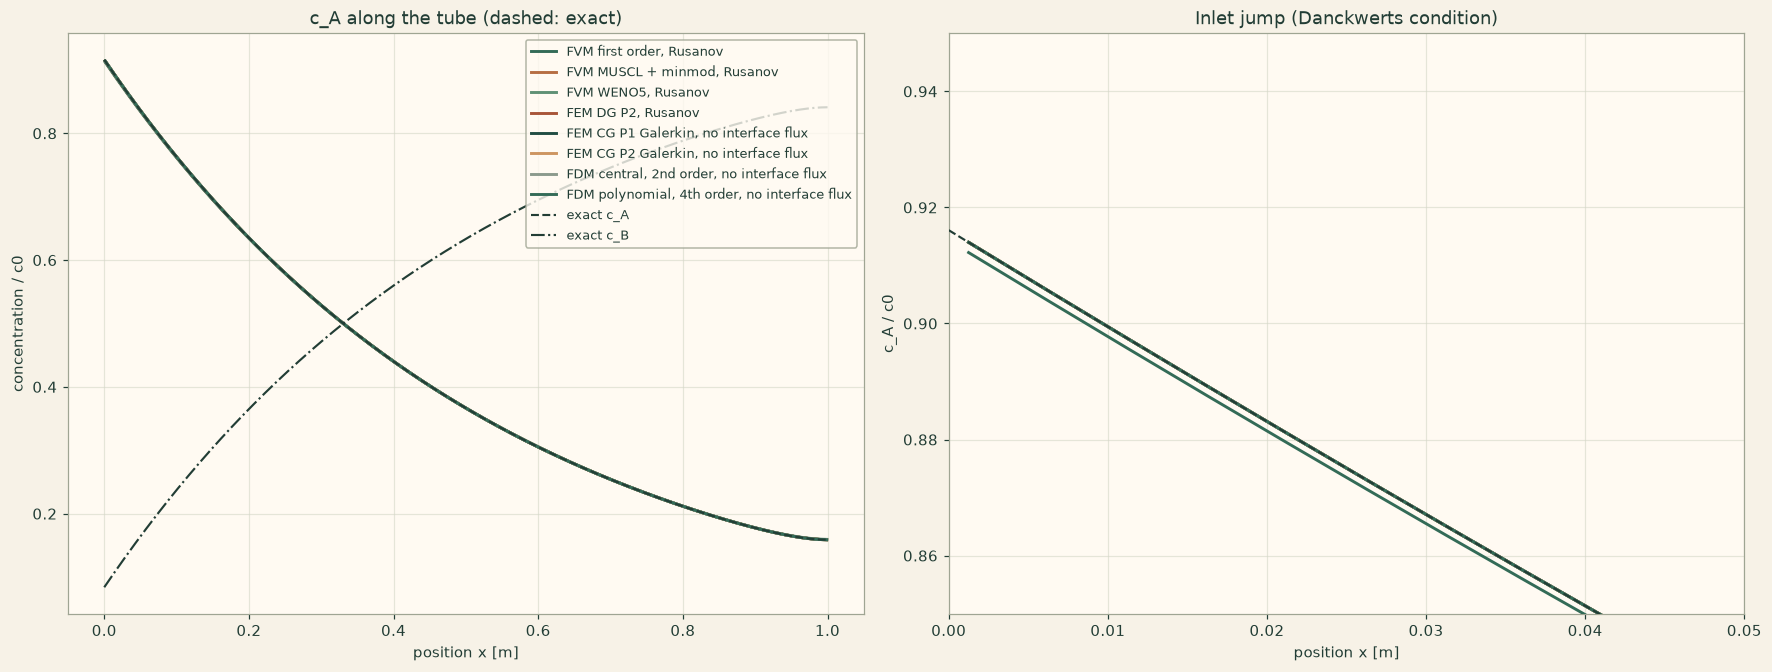 c_A along the tube (dashed: exact)
concentration / c0
0.8
0.6
0.4
0.2
FVM first order, Rusanov
FVM MUSCL + minmod, Rusanov
FVM WENO5, Rusanov
FEM DG P2, Rusanov
FEM CG P1 Galerkin, no interface flux
FEM CG P2 Galerkin, no interface flux
FDM central, 2nd order, no interface flux
FDM polynomial, 4th order, no interface flux
exact c_A
exact c_B
0.0 0.2 0.4 0.6 0.8 1.0
position x [m]
Inlet jump (Danckwerts condition)
c_A / c0
0.94
0.92
0.90
0.88
0.86
0.00 0.01 0.02 0.03 0.04 0.05
position x [m]